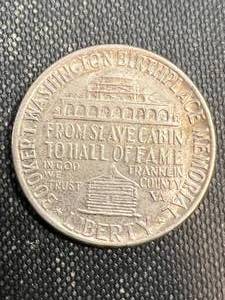 BOOKER T. WASHINGTON BIRTHPLACE MEMORIAL
FROM SLAVE CABIN
TO HALL OF FAME
IN GOD
WE
TRUST
FRANKLIN
COUNTY
VA.
LIBERTY